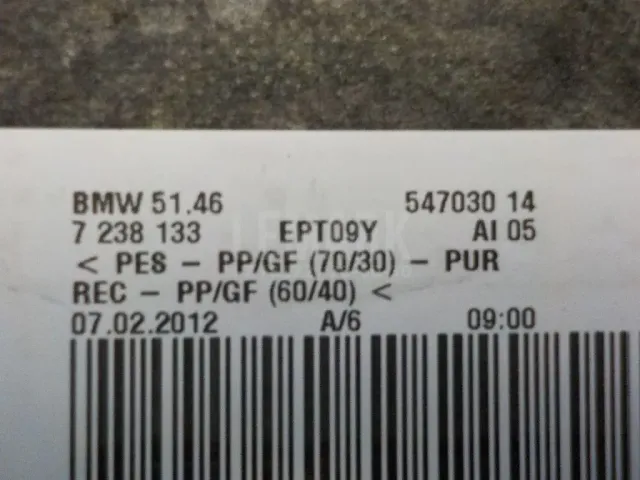 BMW 51.46 547030 14
7 238 133 EPT09Y AI 05
< PES - PP/GF (70/30) - PUR
REC - PP/GF (60/40) <
07.02.2012 A/6 09:00